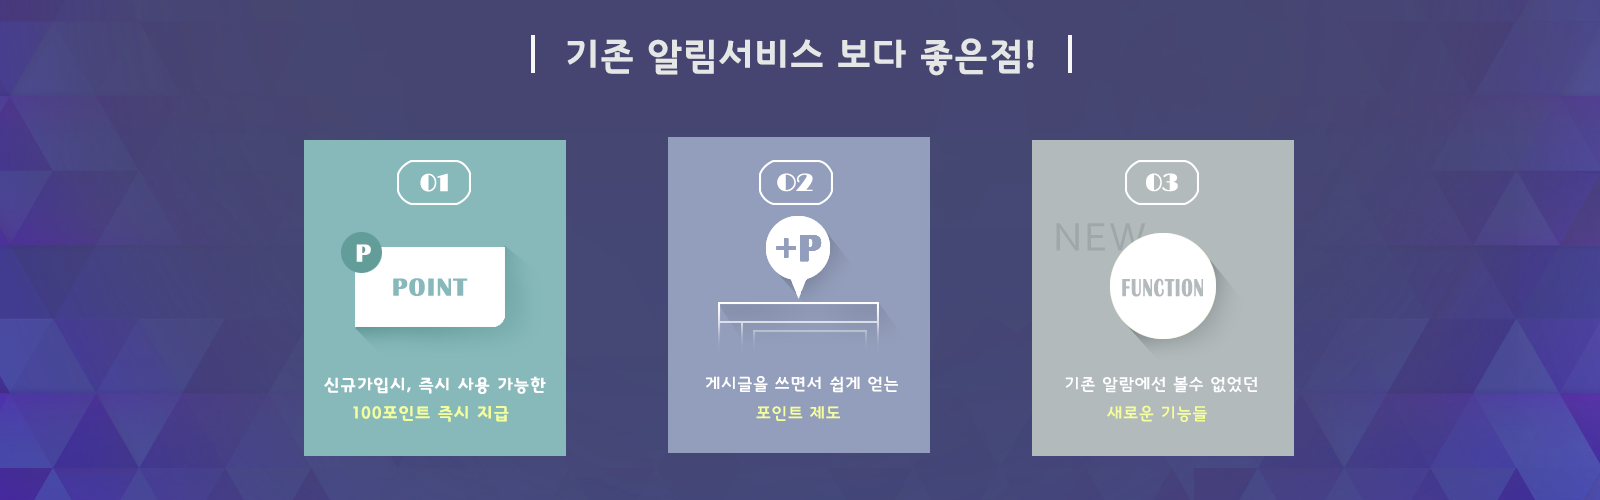 기존 알림서비스 보다 좋은점!
01
P
POINT
신규가입시, 즉시 사용 가능한
100포인트 즉시 지급
02
+P
게시글을 쓰면서 쉽게 얻는
포인트 제도
03
NEW
FUNCTION
기존 알람에선 볼수 없었던
새로운 기능들